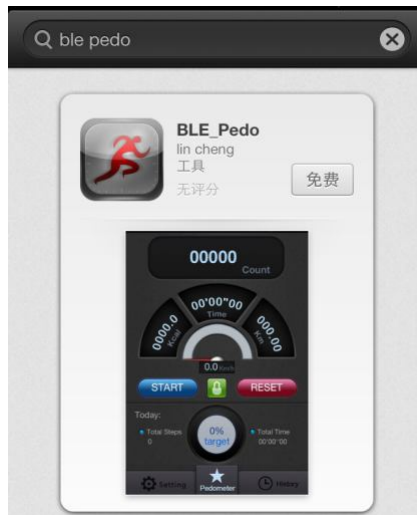 ble pedo
BLE_Pedo
lin cheng
工具
无评分
免费
00000
Count
00'00"00
Time
0000.0
Kcal
000.00
Km
0.0 Km/h
START
RESET
Today:
Total Steps
0
0%
target
Total Time
00'00'00
Setting
Pedometer
History